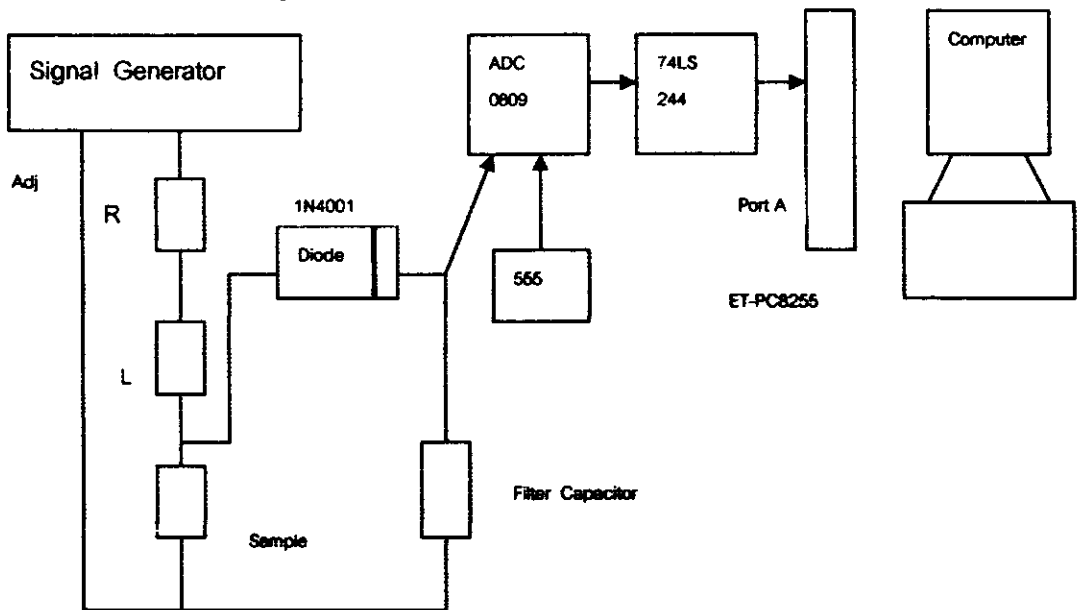 Signal Generator
ADC
0809
74LS
244
Computer
Adj
R
1N4001
Diode
555
Port A
ET-PC8255
L
Filter Capacitor
Sample